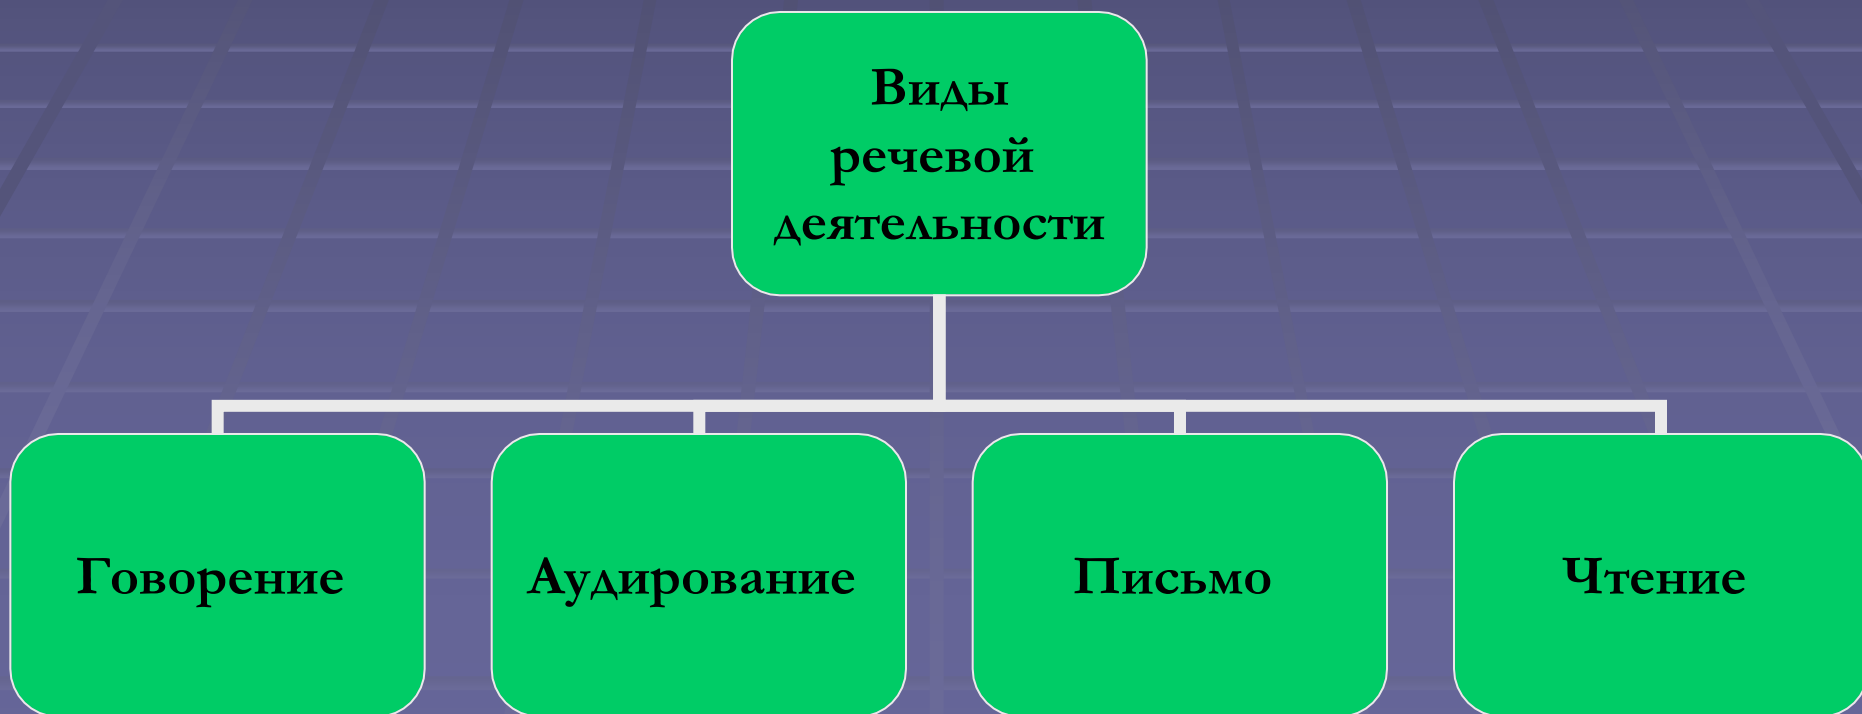 Виды
речевой
деятельности
Говорение
Аудирование
Письмо
Чтение